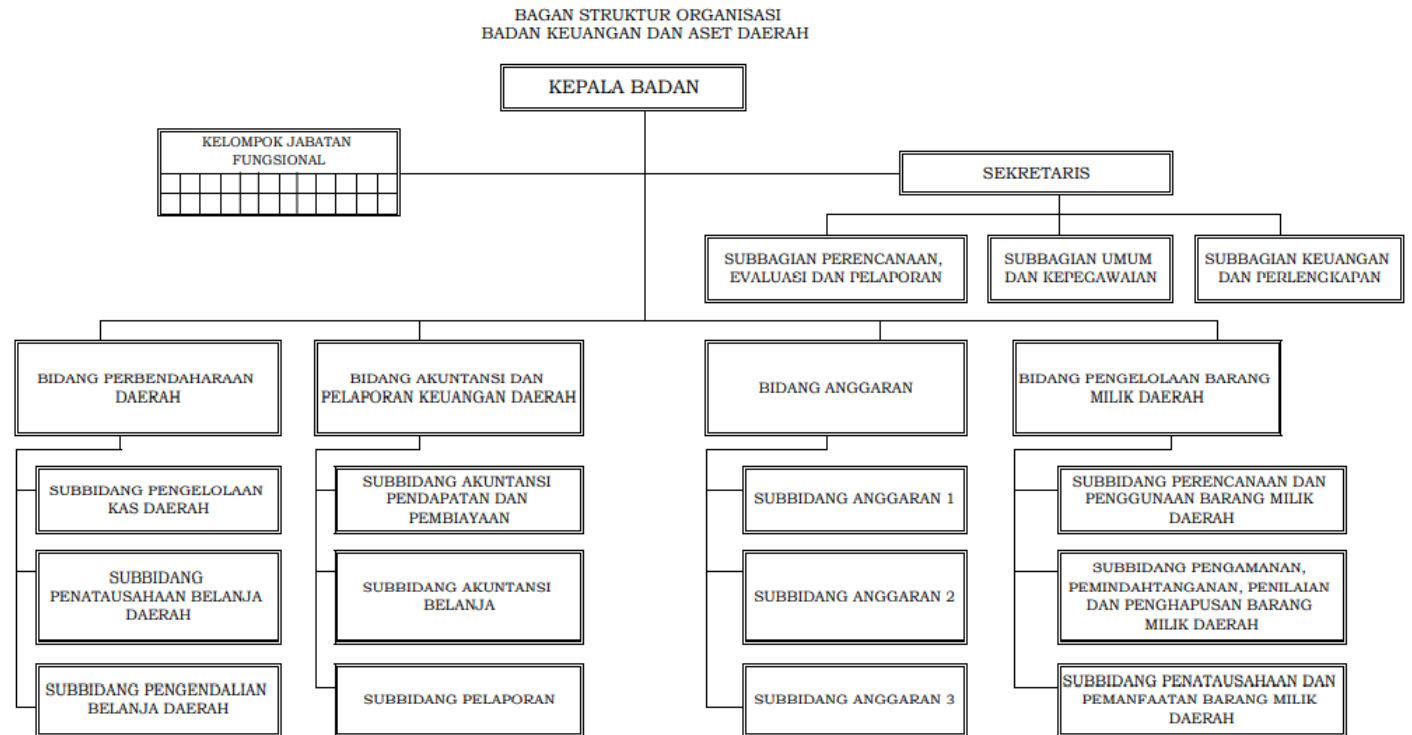 BAGAN STRUKTUR ORGANISASI
BADAN KEUANGAN DAN ASET DAERAH
KEPALA BADAN
KELOMPOK JABATAN
FUNGSIONAL
SEKRETARIS
SUBBAGIAN PERENCANAAN,
EVALUASI DAN PELAPORAN
SUBBAGIAN UMUM
DAN KEPEGAWAIAN
SUBBAGIAN KEUANGAN
DAN PERLENGKAPAN
BIDANG PERBENDAHARAAN
DAERAH
BIDANG AKUNTANSI DAN
PELAPORAN KEUANGAN DAERAH
BIDANG ANGGARAN
BIDANG PENGELOLAAN BARANG
MILIK DAERAH
SUBBIDANG PENGELOLAAN
KAS DAERAH
SUBBIDANG AKUNTANSI
PENDAPATAN DAN
PEMBIAYAAN
SUBBIDANG ANGGARAN 1
SUBBIDANG PERENCANAAN DAN
PENGGUNAAN BARANG MILIK
DAERAH
SUBBIDANG
PENATAUSAHAAN BELANJA
DAERAH
SUBBIDANG AKUNTANSI
BELANJA
SUBBIDANG ANGGARAN 2
SUBBIDANG PENGAMANAN,
PEMINDAHTANGANAN, PENILAIAN
DAN PENGHAPUSAN BARANG
MILIK DAERAH
SUBBIDANG PENGENDALIAN
BELANJA DAERAH
SUBBIDANG PELAPORAN
SUBBIDANG ANGGARAN 3
SUBBIDANG PENATAUSAHAAN DAN
PEMANFAATAN BARANG MILIK
DAERAH